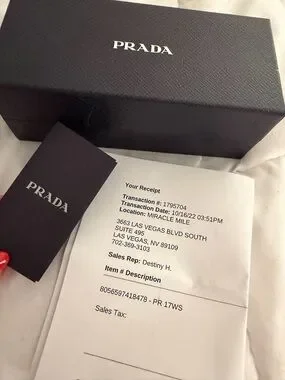 PRADA
PRADA
Your Receipt
Transaction #: 1795704
Transaction Date: 10/16/22 03:51PM
Location: MIRACLE MILE
3663 LAS VEGAS BLVD SOUTH
SUITE 495
LAS VEGAS, NV 89109
702-369-3103
Sales Rep: Destiny H.
Item # Description
8056597418478 - PR 17WS
Sales Tax: